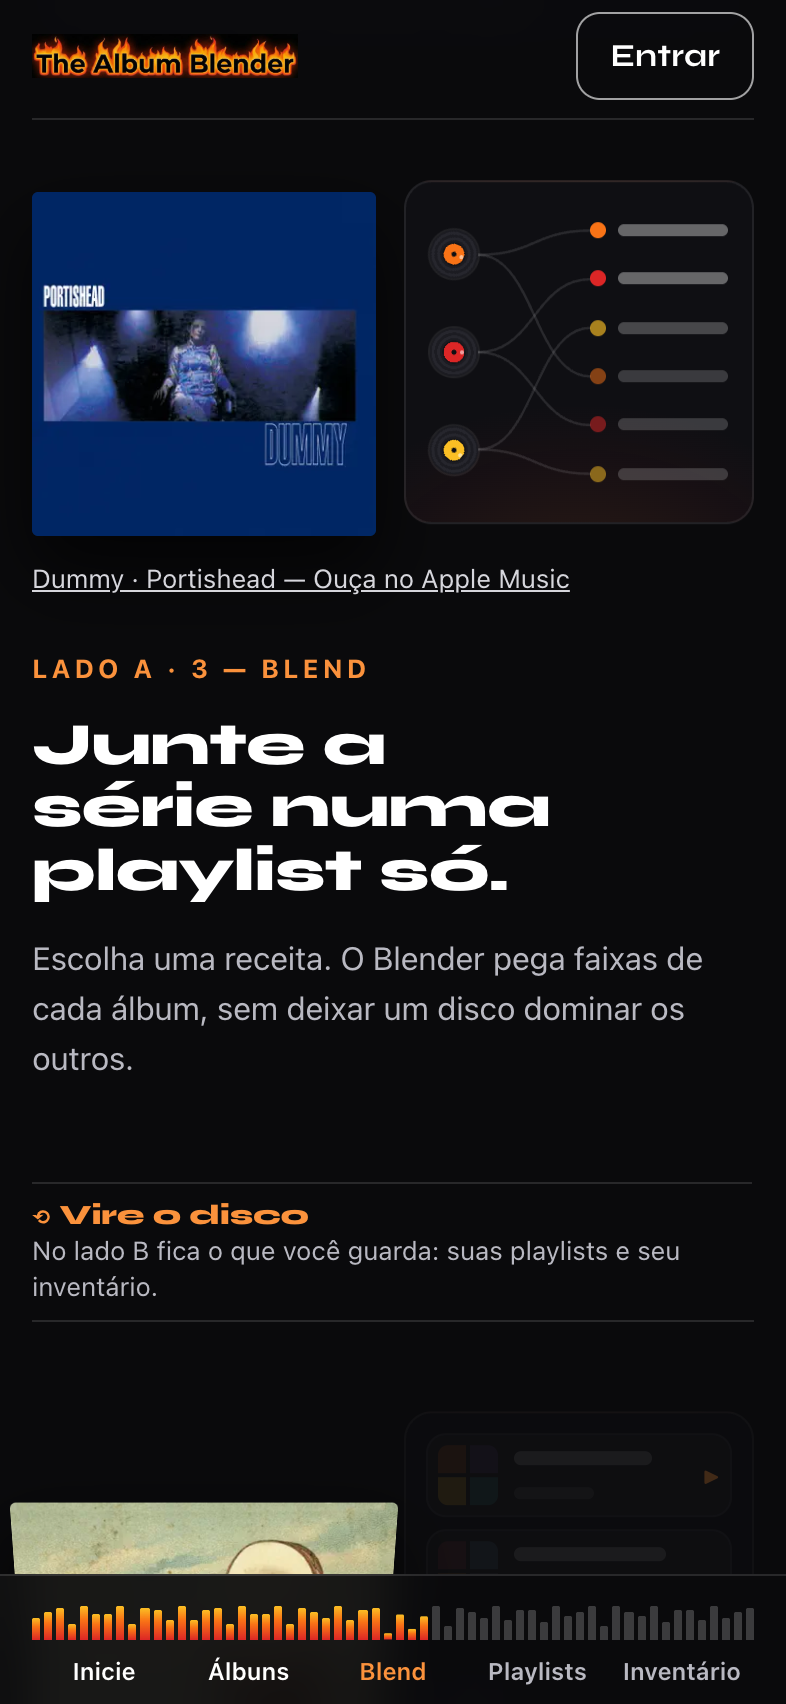 The Album Blender
Entrar
PORTISHEAD
DUMMY
Dummy · Portishead — Ouça no Apple Music
LADO A · 3 — BLEND
Junte a
série numa
playlist só.
Escolha uma receita. O Blender pega faixas de
cada álbum, sem deixar um disco dominar os
outros.
⟲ Vire o disco
No lado B fica o que você guarda: suas playlists e seu
inventário.
Inicie Álbuns Blend Playlists Inventário